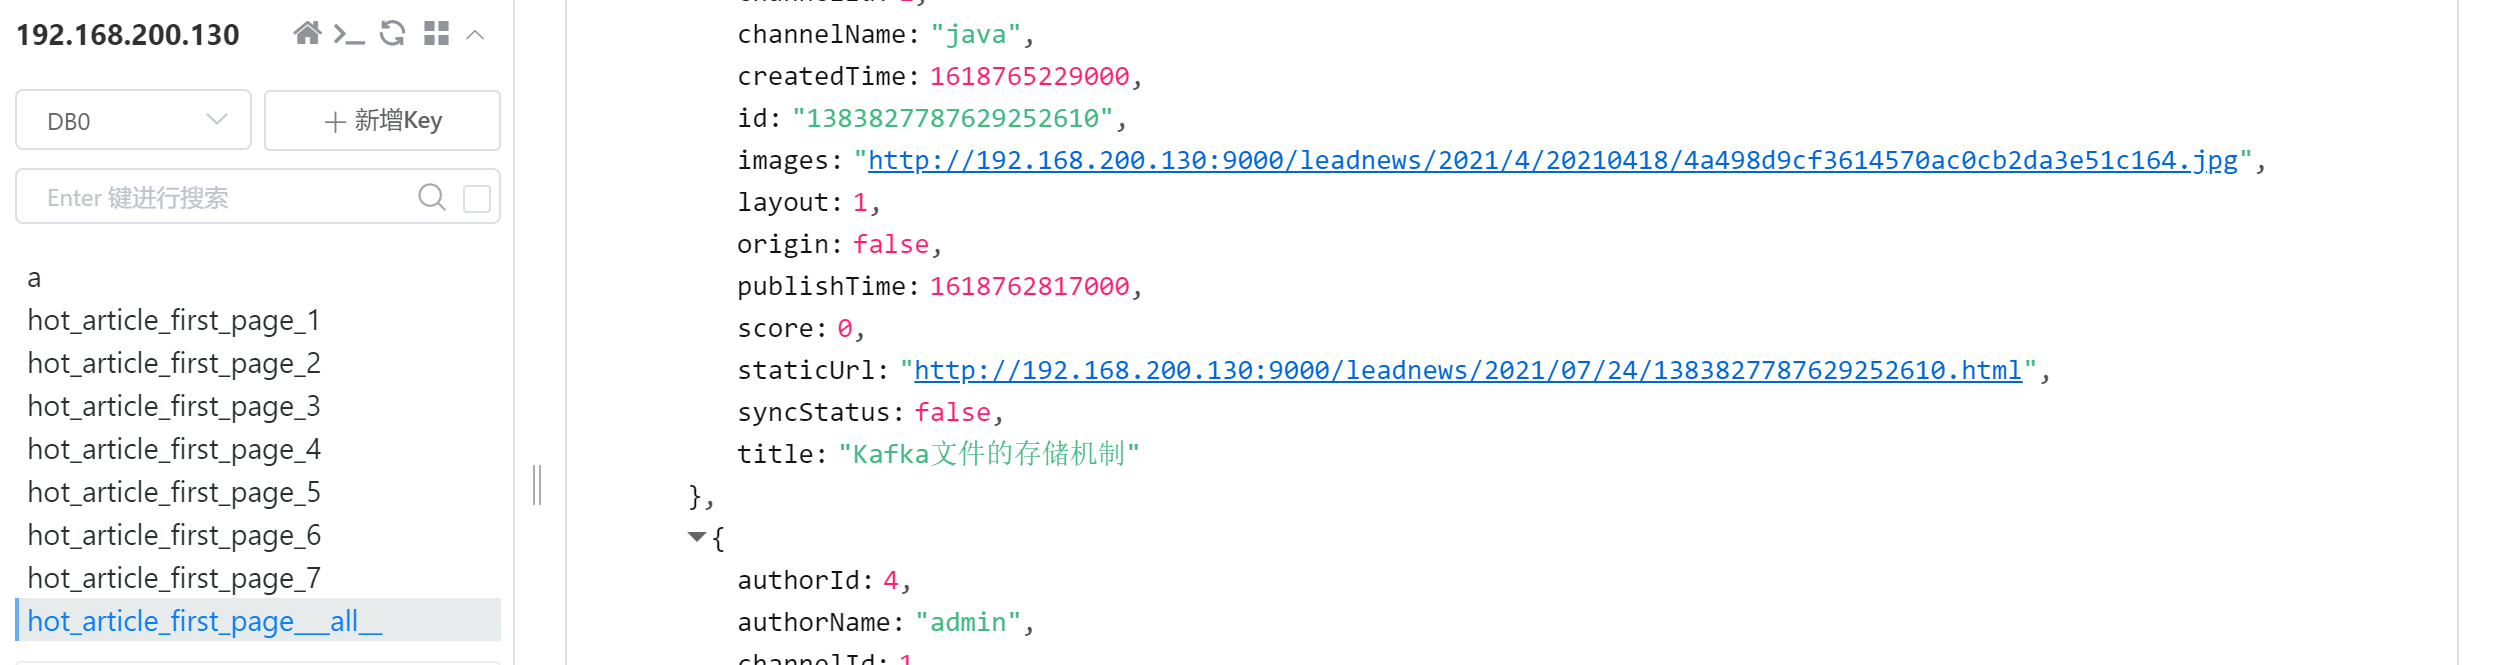 192.168.200.130
DB0
新增Key
Enter 键进行搜索
a
hot_article_first_page_1
hot_article_first_page_2
hot_article_first_page_3
hot_article_first_page_4
hot_article_first_page_5
hot_article_first_page_6
hot_article_first_page_7
hot_article_first_page___all__
channelName: "java",
createdTime: 1618765229000,
id: "1383827787629252610",
images: "http://192.168.200.130:9000/leadnews/2021/4/20210418/4a498d9cf3614570ac0cb2da3e51c164.jpg",
layout: 1,
origin: false,
publishTime: 1618762817000,
score: 0,
staticUrl: "http://192.168.200.130:9000/leadnews/2021/07/24/1383827787629252610.html",
syncStatus: false,
title: "Kafka文件的存储机制"
},
{
authorId: 4,
authorName: "admin",
channelId: 1